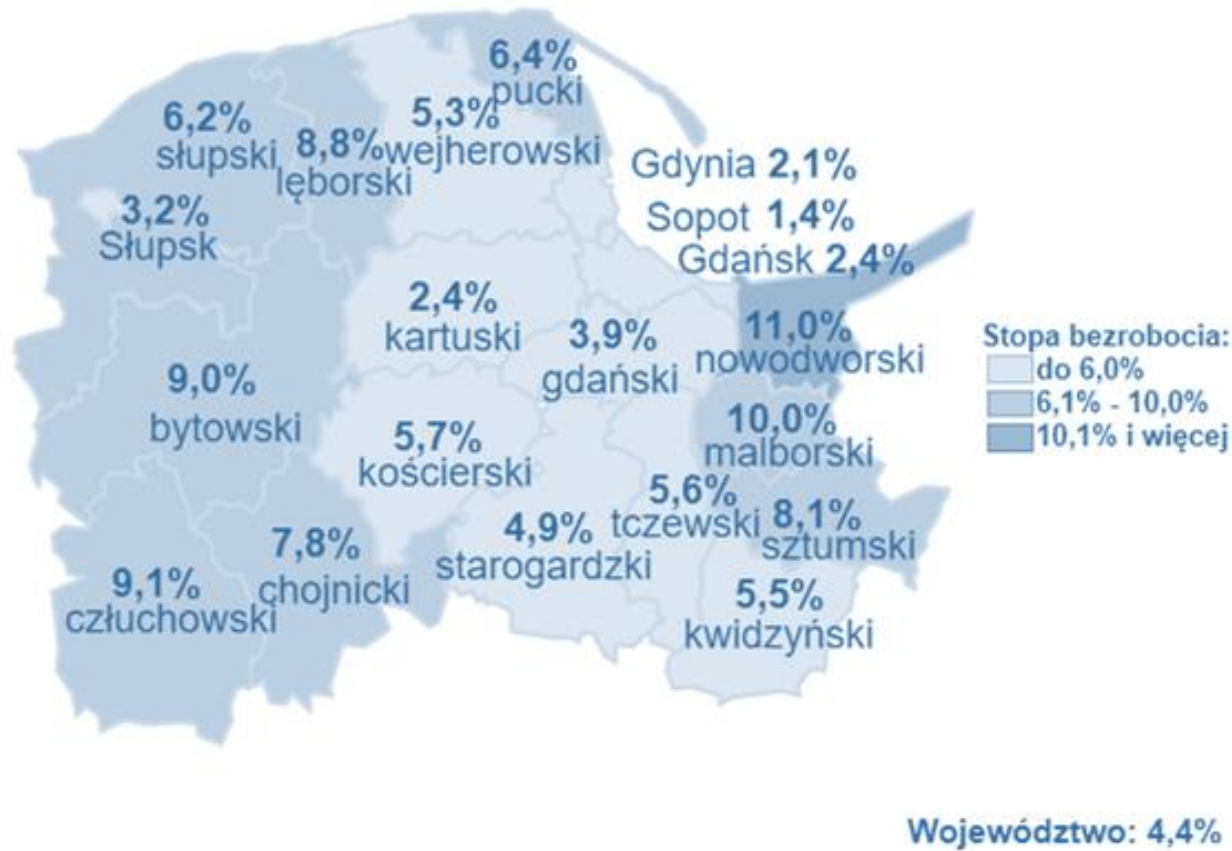 6,4%
pucki
6,2%
słupski
8,8%
lęborski
5,3%
wejherowski
Gdynia 2,1%
Sopot 1,4%
Gdańsk 2,4%
3,2%
Słupsk
2,4%
kartuski
3,9%
gdański
11,0%
nowodworski
Stopa bezrobocia:
do 6,0%
6,1% - 10,0%
10,1% i więcej
9,0%
bytowski
5,7%
kościerski
10,0%
malborski
5,6%
tczewski
8,1%
sztumski
4,9%
starogardzki
7,8%
chojnicki
9,1%
człuchowski
5,5%
kwidzyński
Województwo: 4,4%